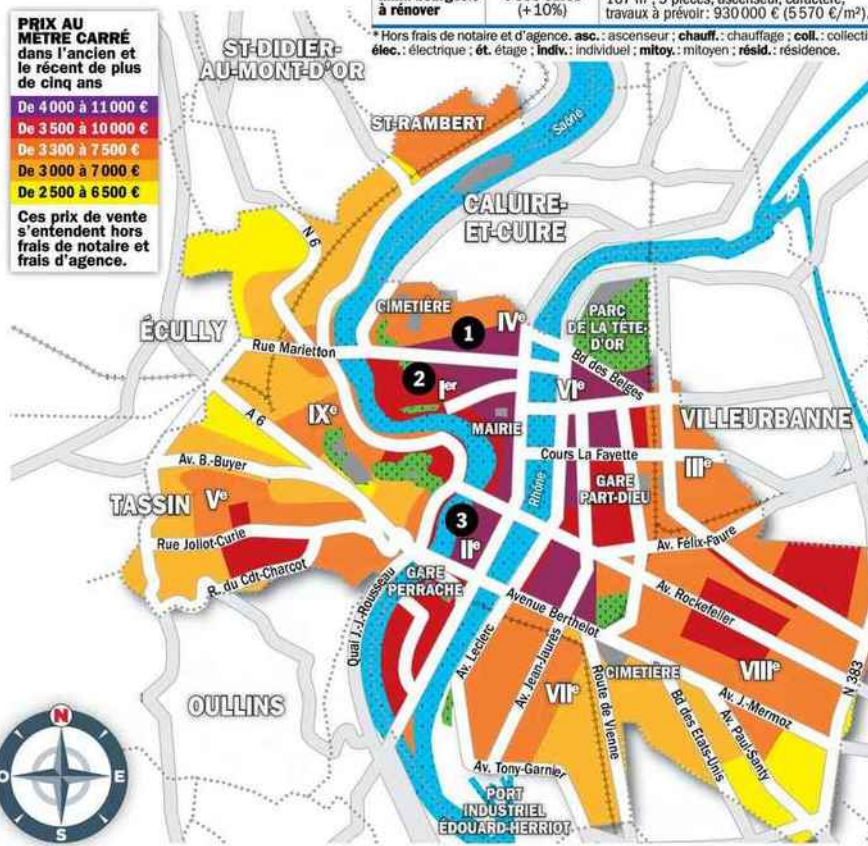 à rénover
(+ 10%)
travaux à prévoir : 930 000 € (5 570 €/m²)
* Hors frais de notaire et d'agence. asc. : ascenseur ; chauff. : chauffage ; coll. : collecti
élec. : électrique ; ét. étage ; indiv. : individuel ; mitoy. : mitoyen ; résid. : résidence.
PRIX AU
MÈTRE CARRÉ
dans l'ancien et
le récent de plus
de cinq ans
De 4 000 à 11 000 €
De 3 500 à 10 000 €
De 3 300 à 7 500 €
De 3 000 à 7 000 €
De 2 500 à 6 500 €
Ces prix de vente
s'entendent hors
frais de notaire et
frais d'agence.
ST-DIDIER-
AU-MONT-D'OR
ST-RAMBERT
Saône
CALUIRE-
ET-CUIRE
N 6
CIMETIÈRE
IVe
1
PARC
DE LA TÊTE-
D'OR
ÉCULLY
Rue Marietton
Bd des Belges
2
Ier
VIe
IXe
MAIRIE
VILLEURBANNE
A 6
Cours La Fayette
IIIe
Av. B.-Buyer
GARE
PART-DIEU
Rhône
TASSIN
Ve
3
IIe
Rue Joliot-Curie
Av. Félix-Faure
R. du Cdt-Charcot
GARE
PERRACHE
Av. Rockefeller
Quai J.-J.-Rousseau
Avenue Berthelot
Av. Leclerc
Av. Jean-Jaurès
VIIe
CIMETIÈRE
VIIIe
N 383
OULLINS
Route de Vienne
Bd des Etats-Unis
Av. J.-Mermoz
Av. Paul-Santy
Av. Tony-Garnier
PORT
INDUSTRIEL
ÉDOUARD-HERRIOT
N
O
E
S